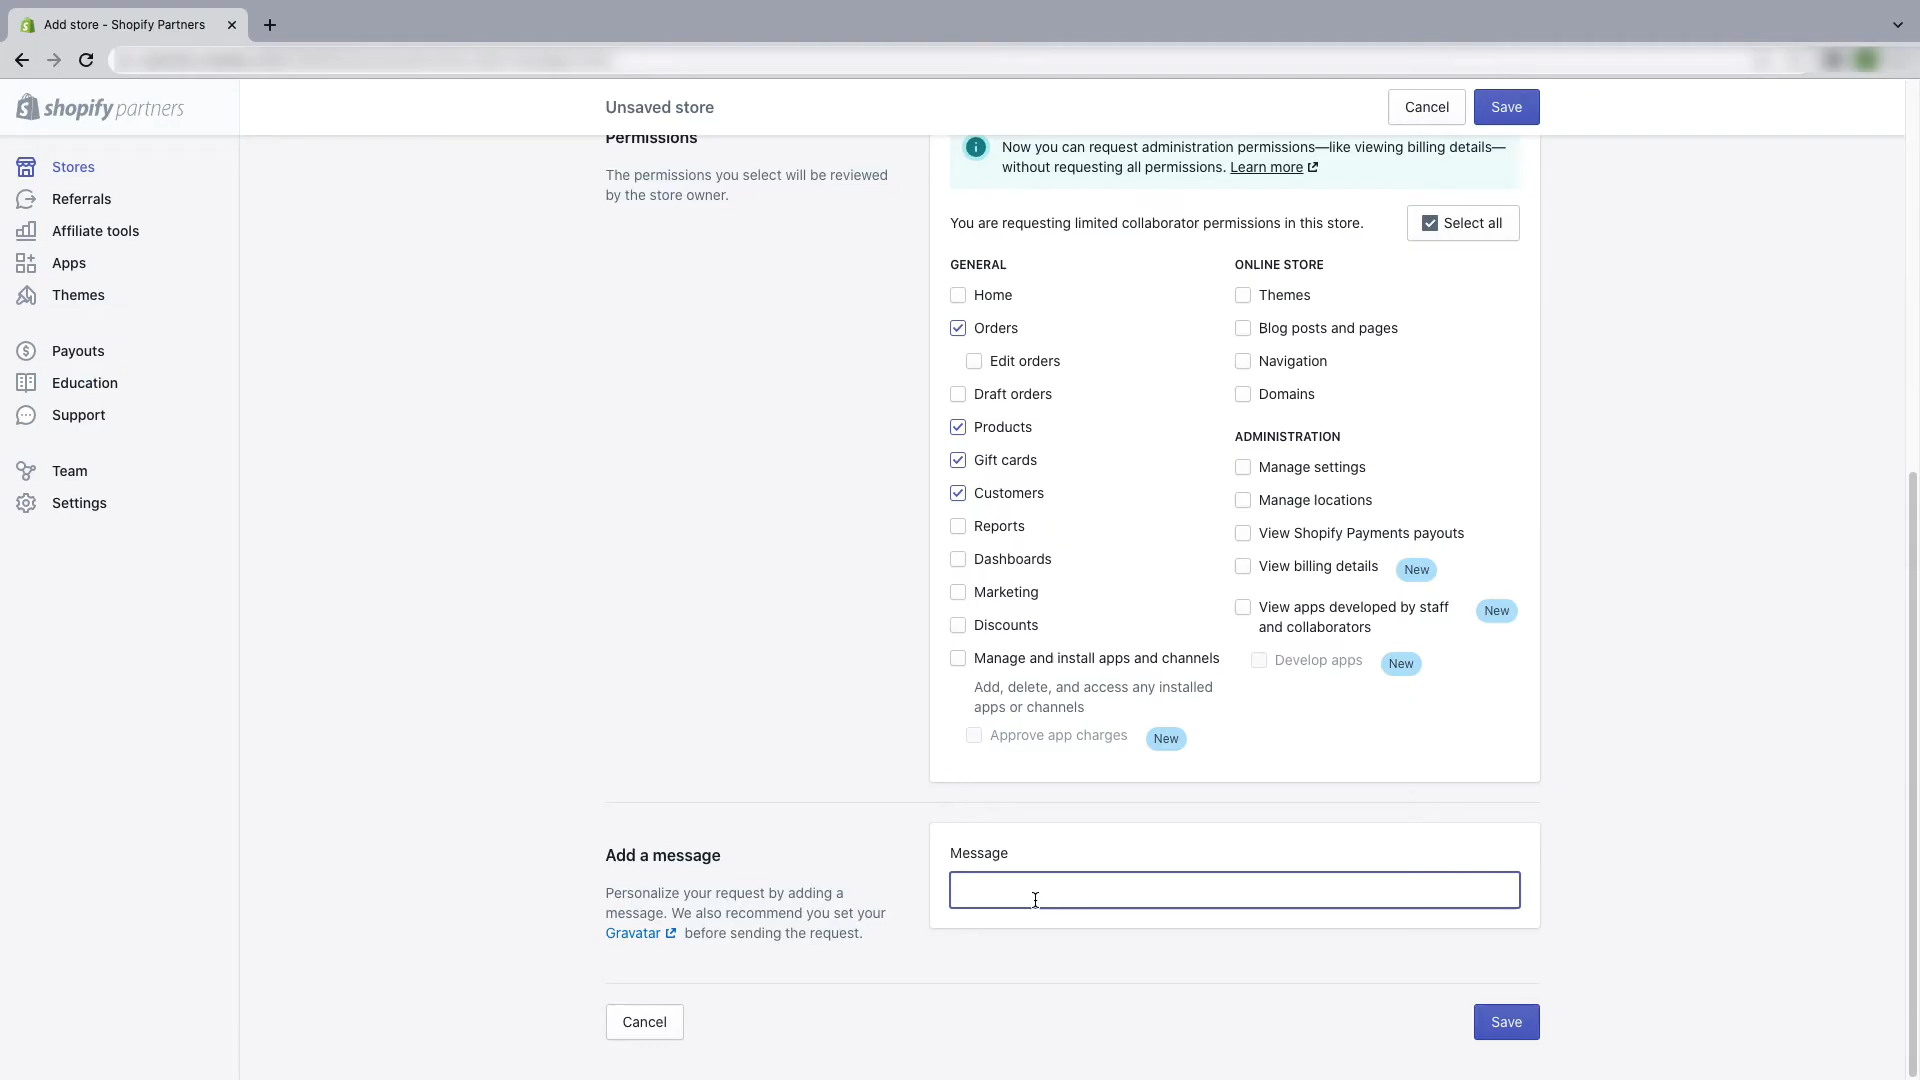 Add store - Shopify Partners
shopify partners
Unsaved store
Cancel
Save
Stores
Referrals
Affiliate tools
Apps
Themes
Payouts
Education
Support
Team
Settings
Permissions
The permissions you select will be reviewed
by the store owner.
Now you can request administration permissions—like viewing billing details—
without requesting all permissions. Learn more
You are requesting limited collaborator permissions in this store.
Select all
GENERAL
Home
Orders
Edit orders
Draft orders
Products
Gift cards
Customers
Reports
Dashboards
Marketing
Discounts
Manage and install apps and channels
Add, delete, and access any installed
apps or channels
Approve app charges New
ONLINE STORE
Themes
Blog posts and pages
Navigation
Domains
ADMINISTRATION
Manage settings
Manage locations
View Shopify Payments payouts
View billing details New
View apps developed by staff New
and collaborators
Develop apps New
Add a message
Personalize your request by adding a
message. We also recommend you set your
Gravatar before sending the request.
Message
Cancel
Save